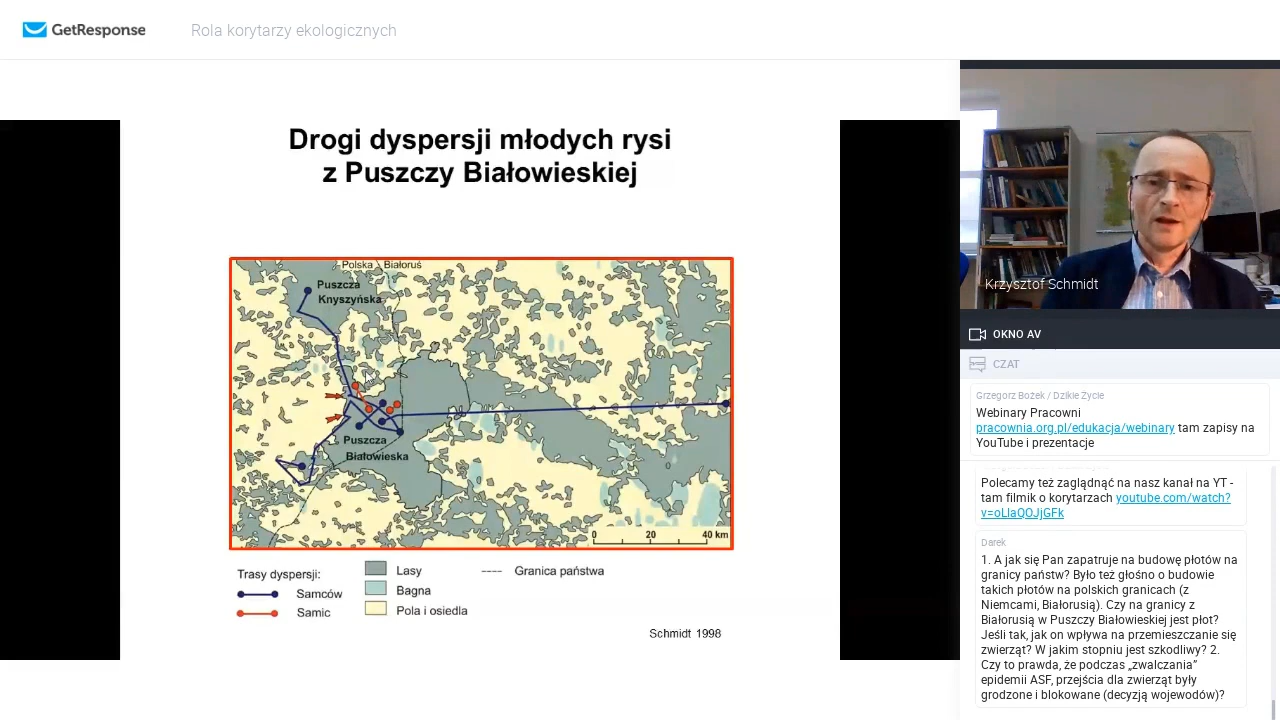 GetResponse
Rola korytarzy ekologicznych
Drogi dyspersji młodych rysi
z Puszczy Białowieskiej
Polska
Białoruś
Puszcza
Knyszyńska
Puszcza
Białowieska
0
0
0 20 40 km
Trasy dyspersji:
Samców
Samic
Lasy
Bagna
Pola i osiedla
Granica państwa
Schmidt 1998
Krzysztof Schmidt
OKNO AV
CZAT
Grzegorz Bożek / Dzikie Życie
Webinary Pracowni
pracownia.org.pl/edukacja/webinary tam zapisy na
YouTube i prezentacje
Polecamy też zaglądnąć na nasz kanał na YT -
tam filmik o korytarzach youtube.com/watch?
v=oLlaQOJjGFk
Darek
1. A jak się Pan zapatruje na budowę płotów na
granicy państw? Było też głośno o budowie
takich płotów na polskich granicach (z
Niemcami, Białorusią). Czy na granicy z
Białorusią w Puszczy Białowieskiej jest płot?
Jeśli tak, jak on wpływa na przemieszczanie się
zwierząt? W jakim stopniu jest szkodliwy? 2.
Czy to prawda, że podczas „zwalczania”
epidemii ASF, przejścia dla zwierząt były
grodzone i blokowane (decyzją wojewodów)?